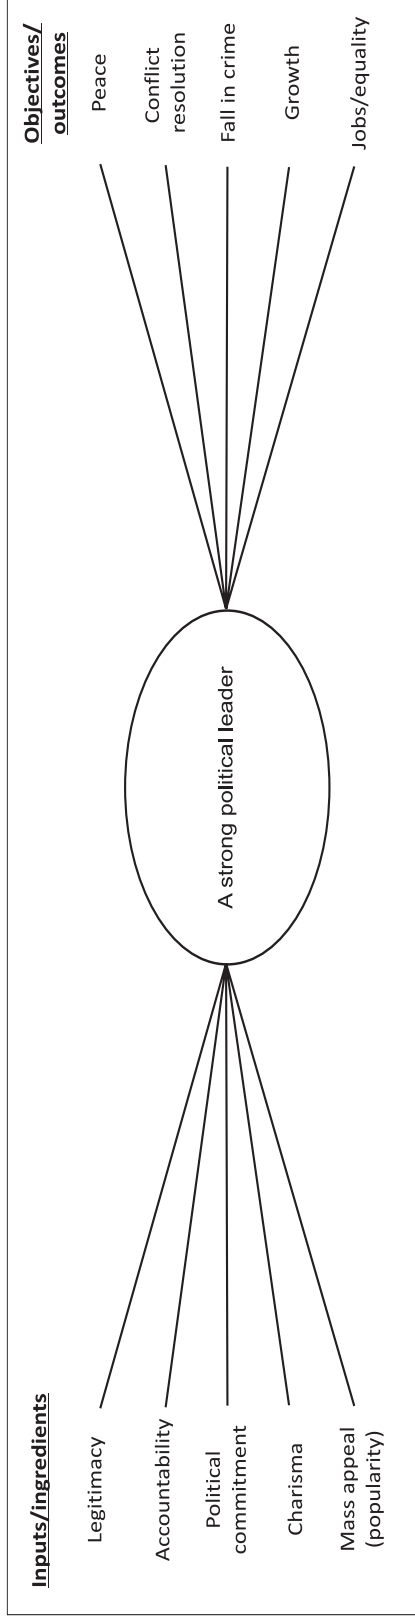 Inputs/ingredients
Legitimacy
Accountability
Political
commitment
Charisma
Mass appeal
(popularity)
A strong political leader
Objectives/
outcomes
Peace
Conflict
resolution
Fall in crime
Growth
Jobs/equality